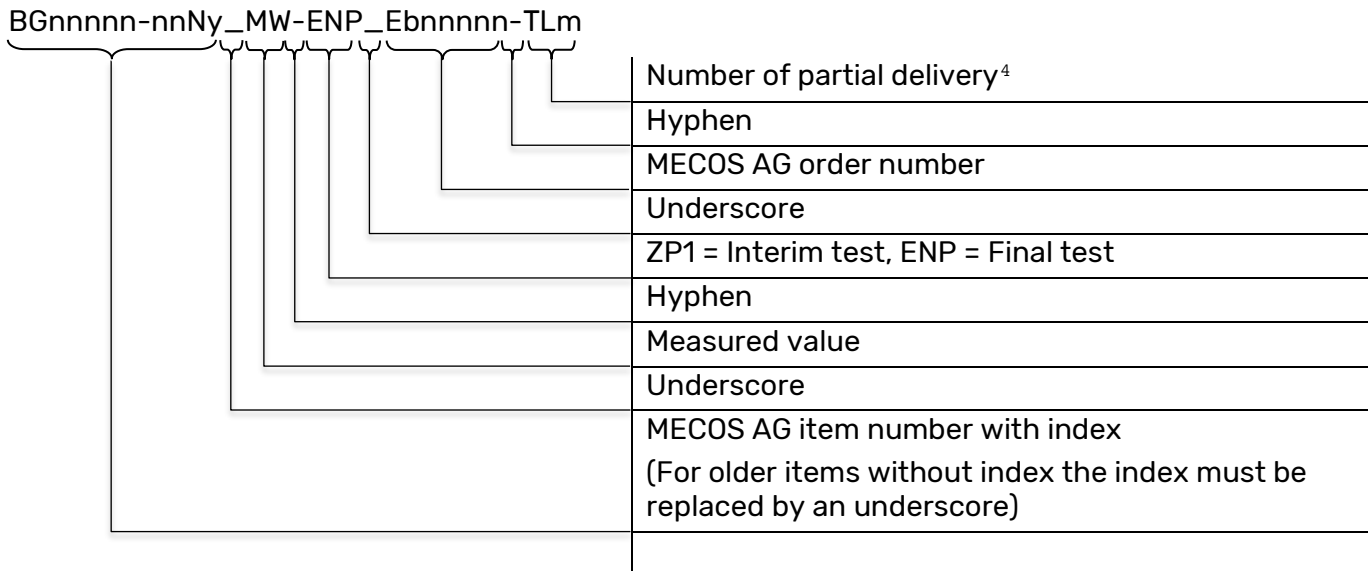 BGnnnnn-nnNy_MW-ENP_Ebnnnnn-TLm
Number of partial delivery⁴
Hyphen
MECOS AG order number
Underscore
ZP1 = Interim test, ENP = Final test
Hyphen
Measured value
Underscore
MECOS AG item number with index
(For older items without index the index must be
replaced by an underscore)